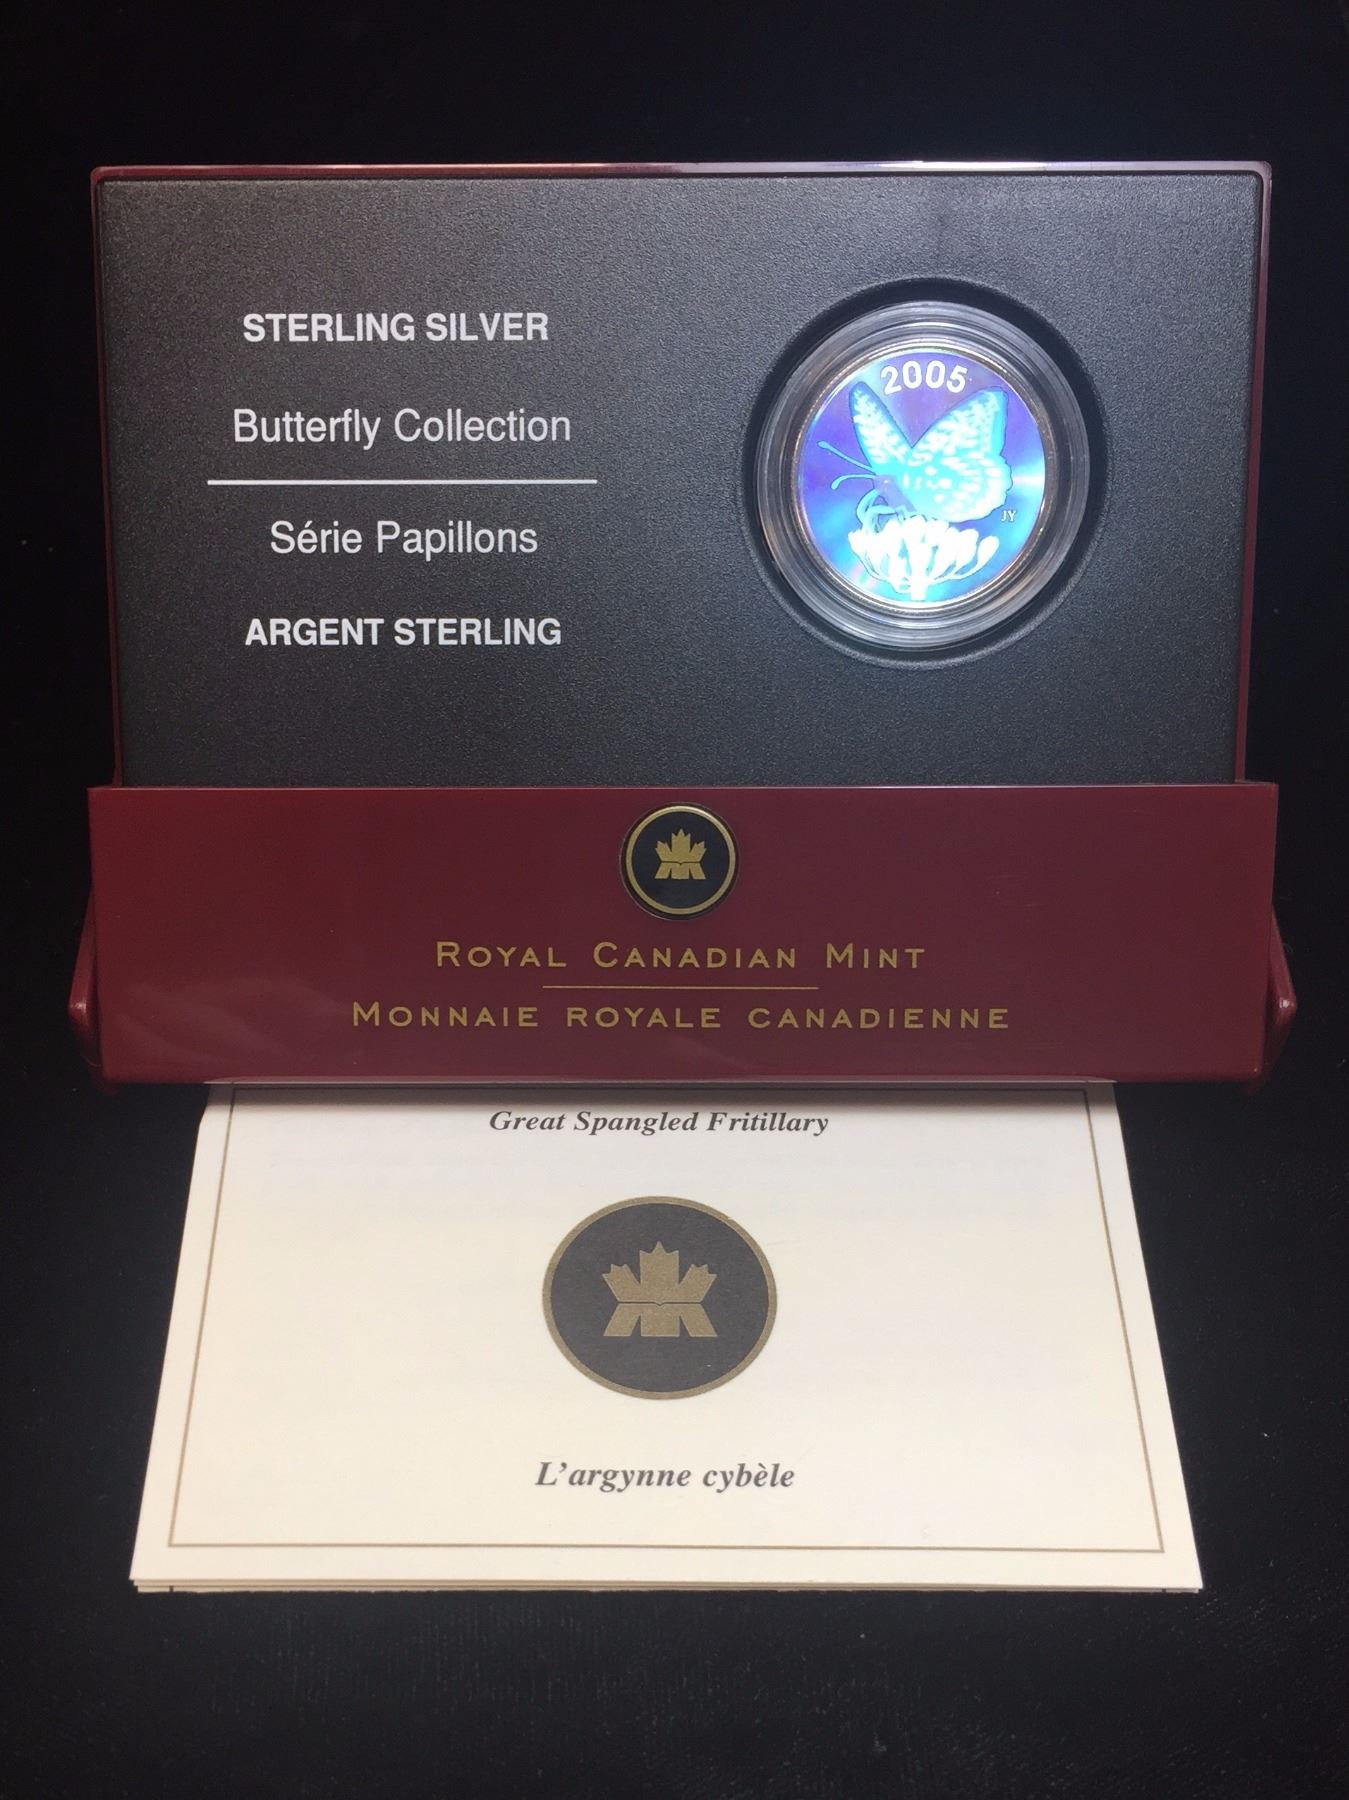 STERLING SILVER
Butterfly Collection
Série Papillons
ARGENT STERLING
2005
JY
ROYAL CANADIAN MINT
MONNAIE ROYALE CANADIENNE
Great Spangled Fritillary
L'argynne cybèle